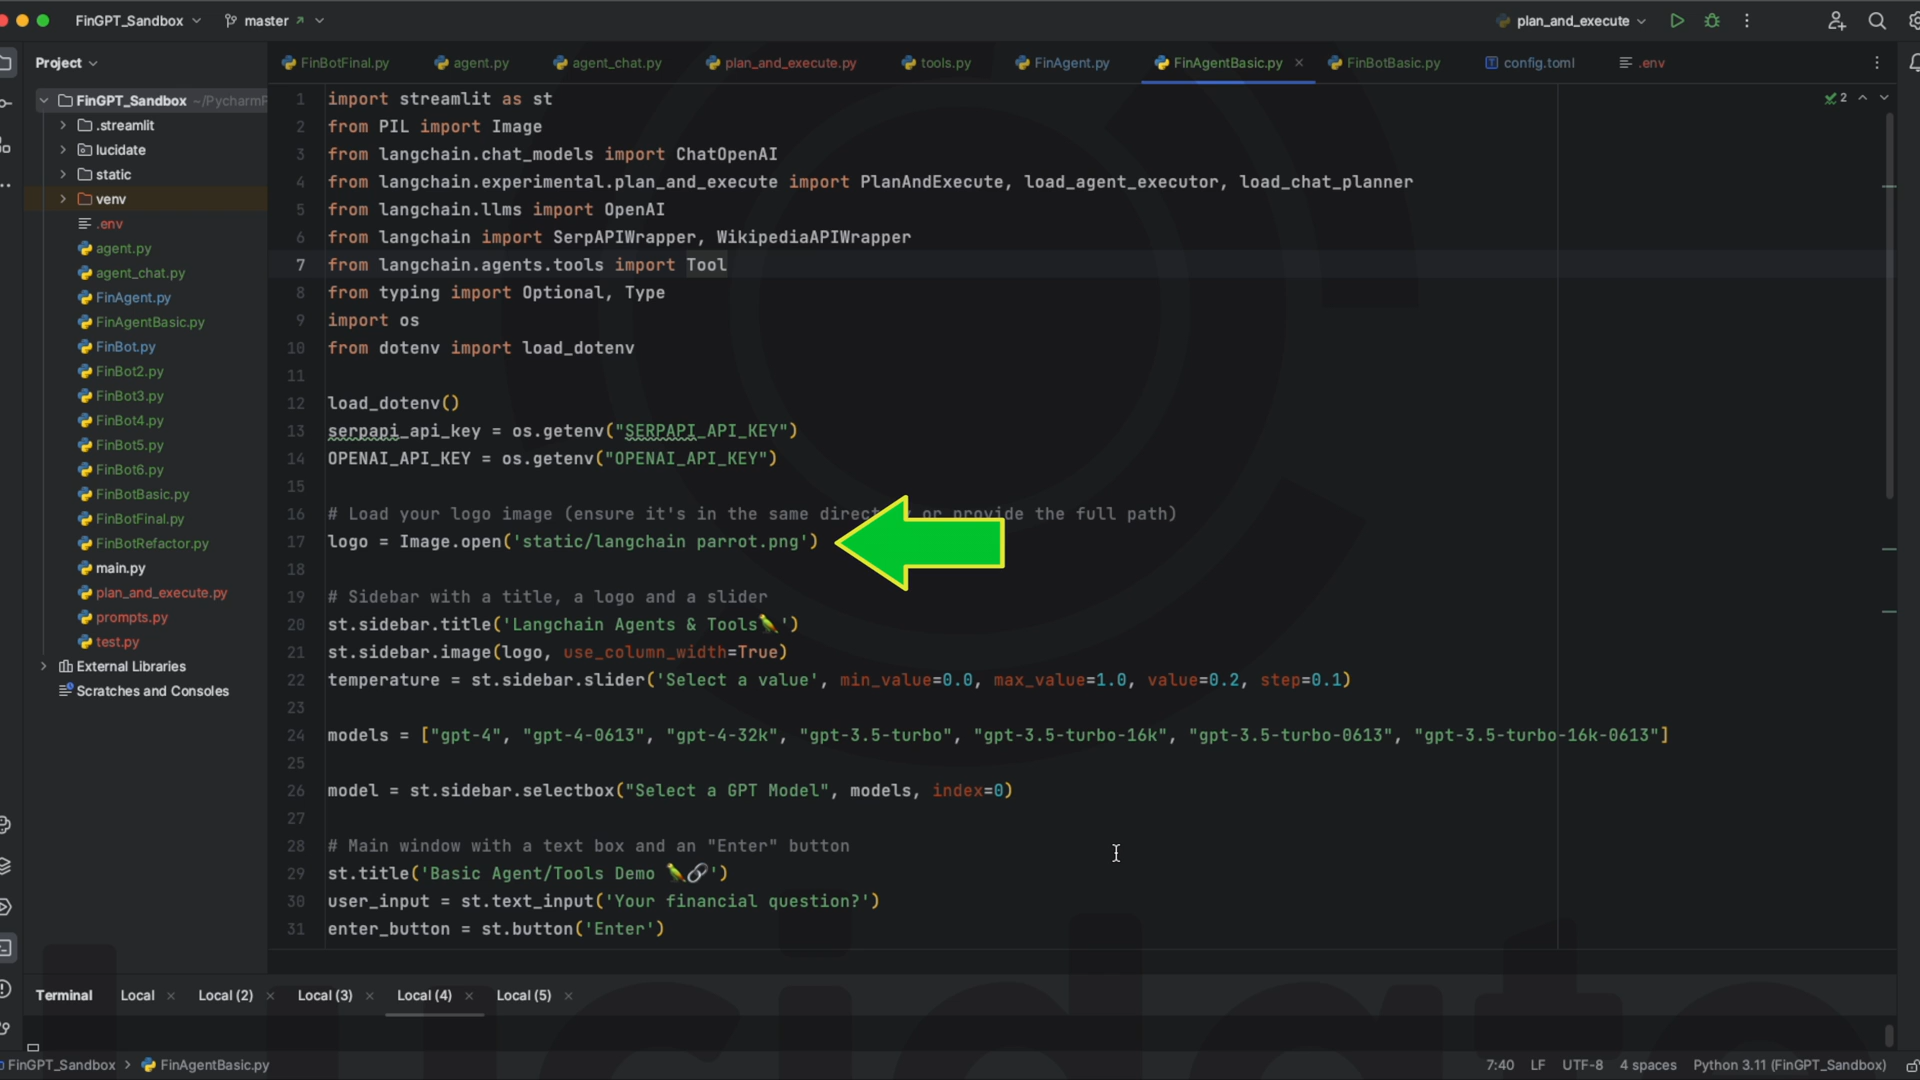 FinGPT_Sandbox
master
plan_and_execute
Project
FinBotFinal.py
agent.py
agent_chat.py
plan_and_execute.py
tools.py
FinAgent.py
FinAgentBasic.py
FinBotBasic.py
config.toml
.env
FinGPT_Sandbox ~/Pycharm
.streamlit
lucidate
static
venv
.env
agent.py
agent_chat.py
FinAgent.py
FinAgentBasic.py
FinBot.py
FinBot2.py
FinBot3.py
FinBot4.py
FinBot5.py
FinBot6.py
FinBotBasic.py
FinBotFinal.py
FinBotRefactor.py
main.py
plan_and_execute.py
prompts.py
test.py
External Libraries
Scratches and Consoles
2
1 import streamlit as st
2 from PIL import Image
3 from langchain.chat_models import ChatOpenAI
4 from langchain.experimental.plan_and_execute import PlanAndExecute, load_agent_executor, load_chat_planner
5 from langchain.llms import OpenAI
6 from langchain import SerpAPIWrapper, WikipediaAPIWrapper
7 from langchain.agents.tools import Tool
8 from typing import Optional, Type
9 import os
10 from dotenv import load_dotenv
11
12 load_dotenv()
13 serpapi_api_key = os.getenv("SERPAPI_API_KEY")
14 OPENAI_API_KEY = os.getenv("OPENAI_API_KEY")
15
16 # Load your logo image (ensure it's in the same direct or provide the full path)
17 logo = Image.open('static/langchain parrot.png')
18
19 # Sidebar with a title, a logo and a slider
20 st.sidebar.title('Langchain Agents & Tools🦜')
21 st.sidebar.image(logo, use_column_width=True)
22 temperature = st.sidebar.slider('Select a value', min_value=0.0, max_value=1.0, value=0.2, step=0.1)
23
24 models = ["gpt-4", "gpt-4-0613", "gpt-4-32k", "gpt-3.5-turbo", "gpt-3.5-turbo-16k", "gpt-3.5-turbo-0613", "gpt-3.5-turbo-16k-0613"]
25
26 model = st.sidebar.selectbox("Select a GPT Model", models, index=0)
27
28 # Main window with a text box and an "Enter" button
29 st.title('Basic Agent/Tools Demo 🦜🔗')
30 user_input = st.text_input('Your financial question?')
31 enter_button = st.button('Enter')
Terminal
Local
Local (2)
Local (3)
Local (4)
Local (5)
FinGPT_Sandbox > FinAgentBasic.py
7:40 LF UTF-8 4 spaces Python 3.11 (FinGPT_Sandbox)